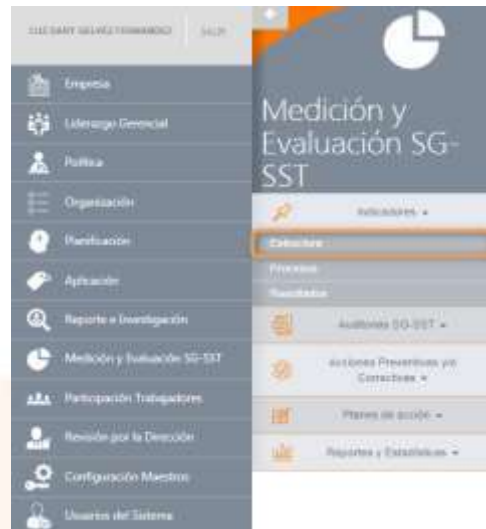 SALIR
Empresa
Liderazgo Gerencial
Política
Organización
Planificación
Aplicación
Reporte e Investigación
Medición y Evaluación SG-SST
Participación Trabajadores
Revisión por la Dirección
Configuración Maestros
Usuarios del Sistema
Medición y
Evaluación SG-
SST
Indicadores
Estructura
Procesos
Resultados
Auditorías SG-SST
Acciones Preventivas y/o
Correctivas
Planes de acción
Reportes y Estadísticas